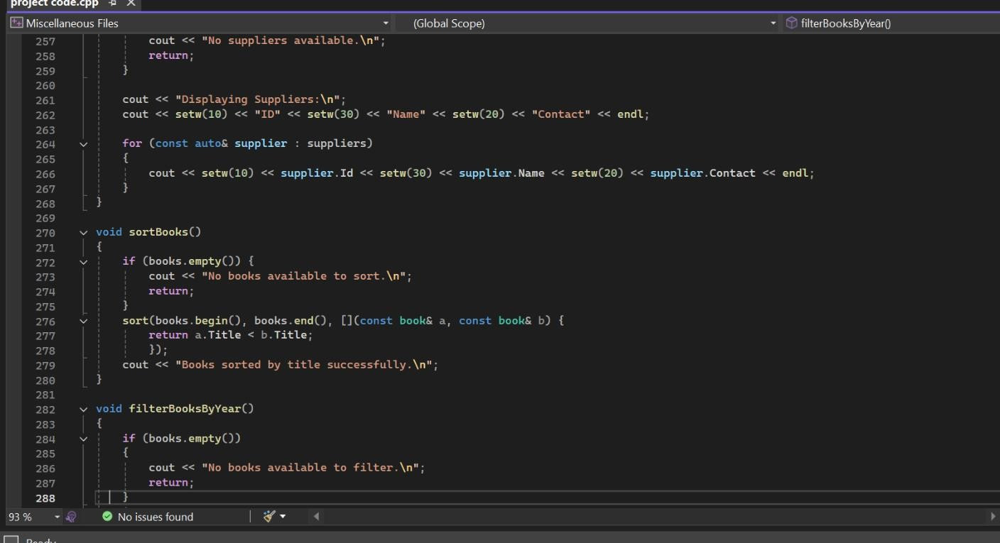 project code.cpp
Miscellaneous Files (Global Scope) filterBooksByYear()
257 cout << "No suppliers available.\n";
258 return;
259 }
260
261 cout << "Displaying Suppliers:\n";
262 cout << setw(10) << "ID" << setw(30) << "Name" << setw(20) << "Contact" << endl;
263
264 for (const auto& supplier : suppliers)
265 {
266 cout << setw(10) << supplier.Id << setw(30) << supplier.Name << setw(20) << supplier.Contact << endl;
267 }
268 }
269
270 void sortBooks()
271 {
272 if (books.empty()) {
273 cout << "No books available to sort.\n";
274 return;
275 }
276 sort(books.begin(), books.end(), [](const book& a, const book& b) {
277 return a.Title < b.Title;
278 });
279 cout << "Books sorted by title successfully.\n";
280 }
281
282 void filterBooksByYear()
283 {
284 if (books.empty())
285 {
286 cout << "No books available to filter.\n";
287 return;
288 }
93 % No issues found
Ready